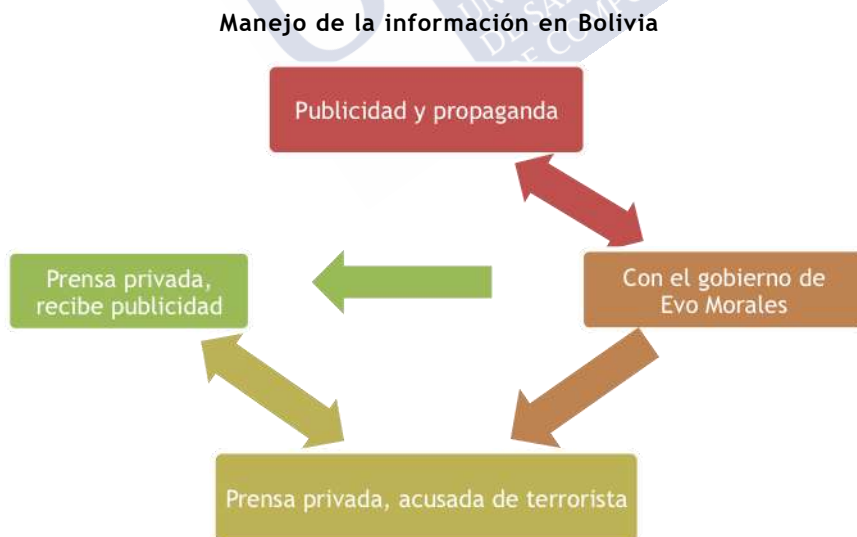 Manejo de la información en Bolivia
Publicidad y propaganda
Prensa privada,
recibe publicidad
Con el gobierno de
Evo Morales
Prensa privada, acusada de terrorista